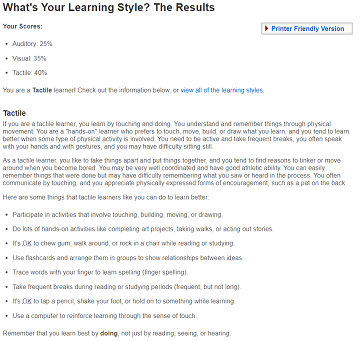 What's Your Learning Style? The Results
Your Scores:
Printer Friendly Version
Auditory: 25%
Visual: 35%
Tactile: 40%
You are a Tactile learner! Check out the information below, or view all of the learning styles.
Tactile
If you are a tactile learner, you learn by touching and doing. You understand and remember things through physical
movement. You are a "hands-on" learner who prefers to touch, move, build, or draw what you learn, and you tend to learn
better when some type of physical activity is involved. You need to be active and take frequent breaks, you often speak
with your hands and with gestures, and you may have difficulty sitting still.
As a tactile learner, you like to take things apart and put things together, and you tend to find reasons to tinker or move
around when you become bored. You may be very well coordinated and have good athletic ability. You can easily
remember things that were done but may have difficulty remembering what you saw or heard in the process. You often
communicate by touching, and you appreciate physically expressed forms of encouragement, such as a pat on the back.
Here are some things that tactile learners like you can do to learn better:
Participate in activities that involve touching, building, moving, or drawing.
Do lots of hands-on activities like completing art projects, taking walks, or acting out stories.
It's OK to chew gum, walk around, or rock in a chair while reading or studying.
Use flashcards and arrange them in groups to show relationships between ideas.
Trace words with your finger to learn spelling (finger spelling).
Take frequent breaks during reading or studying periods (frequent, but not long).
It's OK to tap a pencil, shake your foot, or hold on to something while learning.
Use a computer to reinforce learning through the sense of touch.
Remember that you learn best by doing, not just by reading, seeing, or hearing.